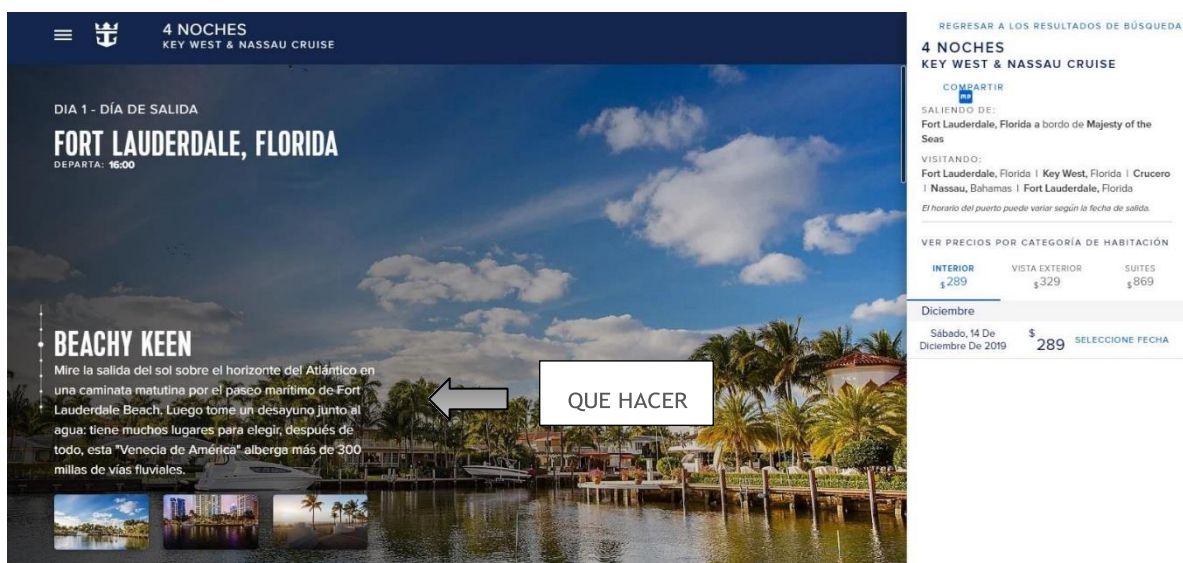 4 NOCHES
KEY WEST & NASSAU CRUISE
DIA 1 - DÍA DE SALIDA
FORT LAUDERDALE, FLORIDA
DEPARTA: 16:00
BEACHY KEEN
Mire la salida del sol sobre el horizonte del Atlántico en
una caminata matutina por el paseo marítimo de Fort
Lauderdale Beach. Luego tome un desayuno junto al
agua: tiene muchos lugares para elegir, después de
todo, esta "Venecia de América" alberga más de 300
millas de vías fluviales.
QUE HACER
REGRESAR A LOS RESULTADOS DE BÚSQUEDA
4 NOCHES
KEY WEST & NASSAU CRUISE
COMPARTIR
SALIENDO DE:
Fort Lauderdale, Florida a bordo de Majesty of the
Seas
VISITANDO:
Fort Lauderdale, Florida | Key West, Florida | Crucero
| Nassau, Bahamas | Fort Lauderdale, Florida
El horario del puerto puede variar según la fecha de salida.
VER PRECIOS POR CATEGORÍA DE HABITACIÓN
INTERIOR VISTA EXTERIOR SUITES
$289 $329 $869
Diciembre
Sábado, 14 De
Diciembre De 2019 $289 SELECCIONE FECHA